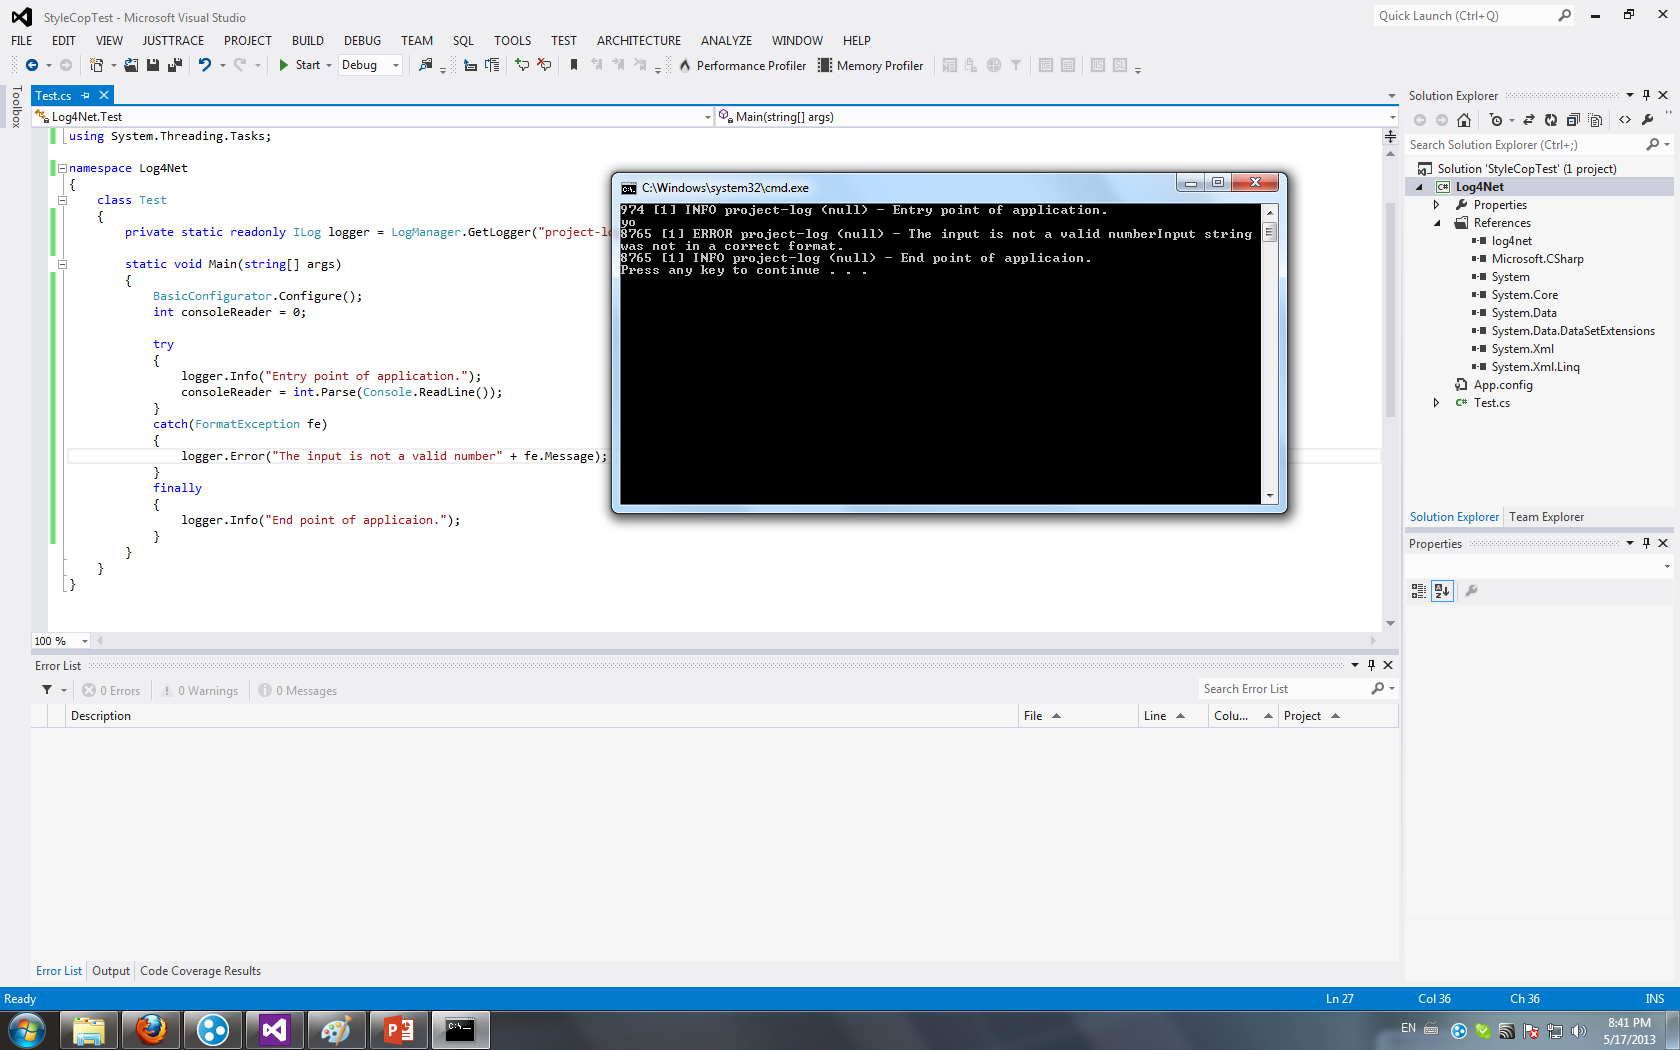 StyleCopTest - Microsoft Visual Studio
Quick Launch (Ctrl+Q)
FILE EDIT VIEW JUSTTRACE PROJECT BUILD DEBUG TEAM SQL TOOLS TEST ARCHITECTURE ANALYZE WINDOW HELP
Start Debug Performance Profiler Memory Profiler
Toolbox
Test.cs
Log4Net.Test
Main(string[] args)
using System.Threading.Tasks;
namespace Log4Net
{
class Test
{
private static readonly ILog logger = LogManager.GetLogger("project-lo
static void Main(string[] args)
{
BasicConfigurator.Configure();
int consoleReader = 0;
try
{
logger.Info("Entry point of application.");
consoleReader = int.Parse(Console.ReadLine());
}
catch(FormatException fe)
{
logger.Error("The input is not a valid number" + fe.Message);
}
finally
{
logger.Info("End point of applicaion.");
}
}
}
}
100 %
C:\Windows\system32\cmd.exe
974 [1] INFO project-log (null) - Entry point of application.
yo
8765 [1] ERROR project-log (null) - The input is not a valid numberInput string
was not in a correct format.
8765 [1] INFO project-log (null) - End point of applicaion.
Press any key to continue . . .
Solution Explorer
Search Solution Explorer (Ctrl+;)
Solution 'StyleCopTest' (1 project)
C# Log4Net
Properties
References
log4net
Microsoft.CSharp
System
System.Core
System.Data
System.Data.DataSetExtensions
System.Xml
System.Xml.Linq
App.config
C# Test.cs
Solution Explorer Team Explorer
Properties
Error List
0 Errors 0 Warnings 0 Messages
Search Error List
Description File Line Colu... Project
Error List Output Code Coverage Results
Ready Ln 27 Col 36 Ch 36 INS
EN
8:41 PM
5/17/2013